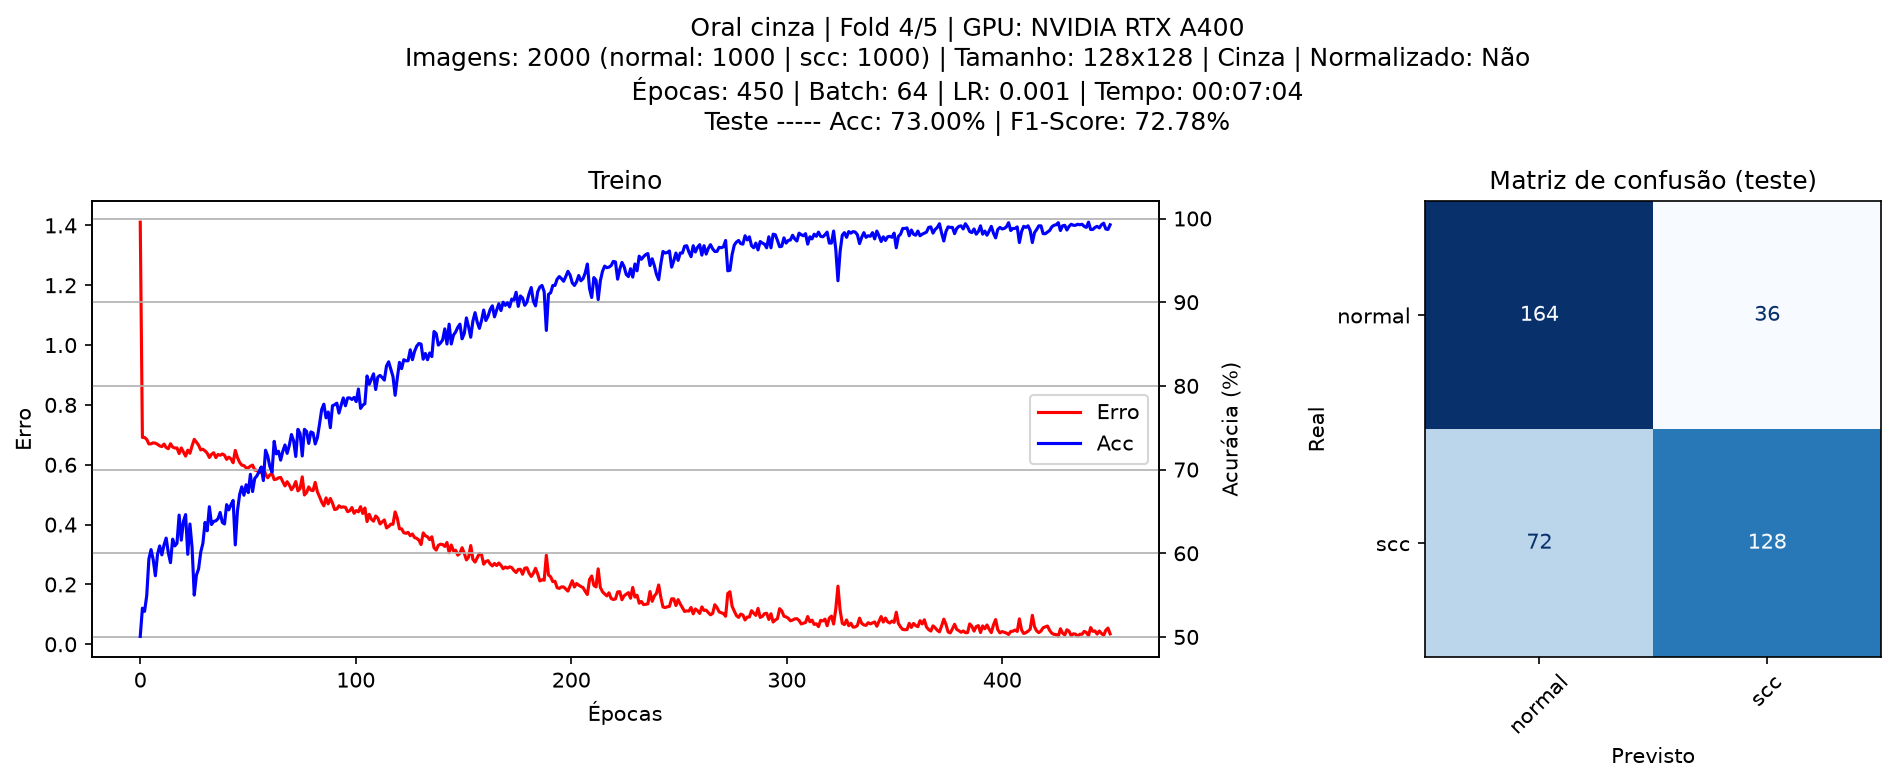 Oral cinza | Fold 4/5 | GPU: NVIDIA RTX A400
Imagens: 2000 (normal: 1000 | scc: 1000) | Tamanho: 128x128 | Cinza | Normalizado: Não
Épocas: 450 | Batch: 64 | LR: 0.001 | Tempo: 00:07:04
Teste ----- Acc: 73.00% | F1-Score: 72.78%
Treino
1.4
1.2
1.0
0.8
0.6
0.4
0.2
0.0
Erro
0
100
200
300
400
Épocas
100
90
80
70
60
50
Acurácia (%)
Erro
Acc
Matriz de confusão (teste)
normal
scc
Real
164
36
72
128
normal
scc
Previsto